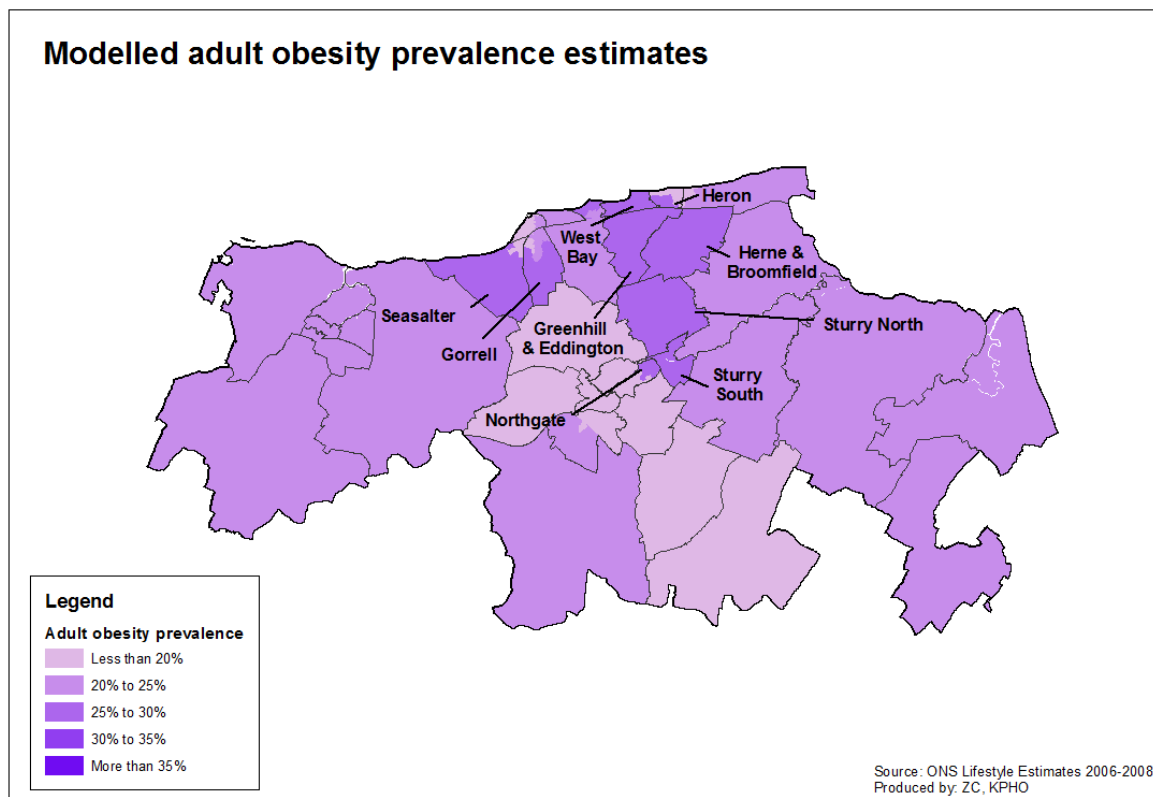 Modelled adult obesity prevalence estimates
Heron
West
Bay
Herne &
Broomfield
Seasalter
Greenhill
& Eddington
Sturry North
Gorrell
Sturry
South
Northgate
Legend
Adult obesity prevalence
Less than 20%
20% to 25%
25% to 30%
30% to 35%
More than 35%
Source: ONS Lifestyle Estimates 2006-2008
Produced by: ZC, KPHO